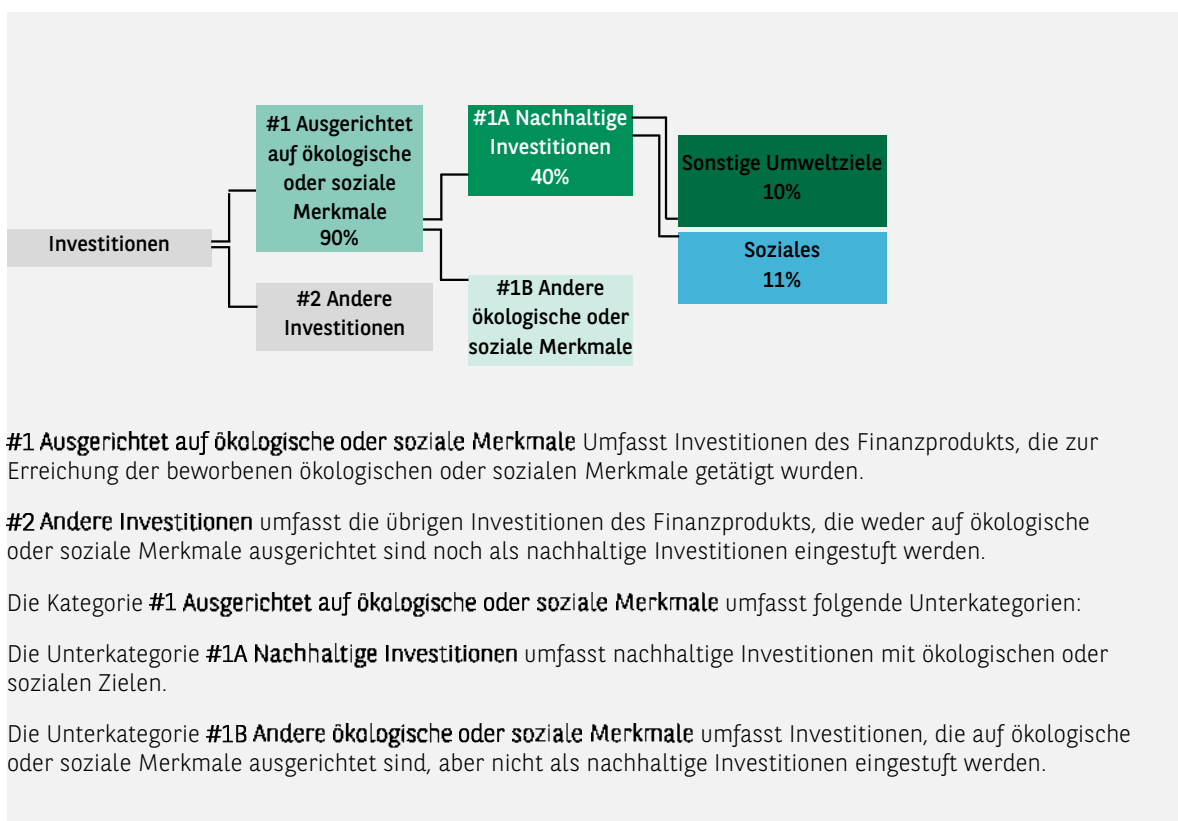 Investitionen
#1 Ausgerichtet
auf ökologische
oder soziale
Merkmale
90%
#2 Andere
Investitionen
#1A Nachhaltige
Investitionen
40%
#1B Andere
ökologische oder
soziale Merkmale
Sonstige Umweltziele
10%
Soziales
11%
#1 Ausgerichtet auf ökologische oder soziale Merkmale Umfasst Investitionen des Finanzprodukts, die zur
Erreichung der beworbenen ökologischen oder sozialen Merkmale getätigt wurden.
#2 Andere Investitionen umfasst die übrigen Investitionen des Finanzprodukts, die weder auf ökologische
oder soziale Merkmale ausgerichtet sind noch als nachhaltige Investitionen eingestuft werden.
Die Kategorie #1 Ausgerichtet auf ökologische oder soziale Merkmale umfasst folgende Unterkategorien:
Die Unterkategorie #1A Nachhaltige Investitionen umfasst nachhaltige Investitionen mit ökologischen oder
sozialen Zielen.
Die Unterkategorie #1B Andere ökologische oder soziale Merkmale umfasst Investitionen, die auf ökologische
oder soziale Merkmale ausgerichtet sind, aber nicht als nachhaltige Investitionen eingestuft werden.